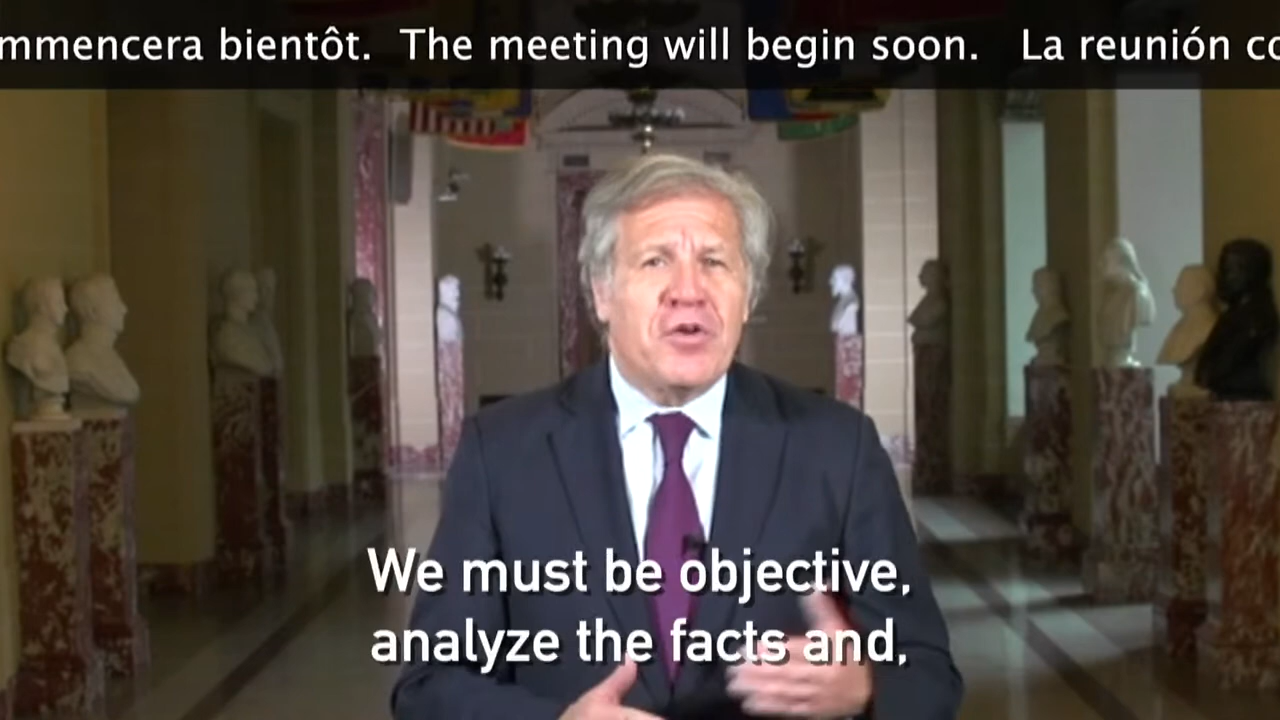 mmencera bientôt. The meeting will begin soon. La reunión co
We must be objective,
analyze the facts and,